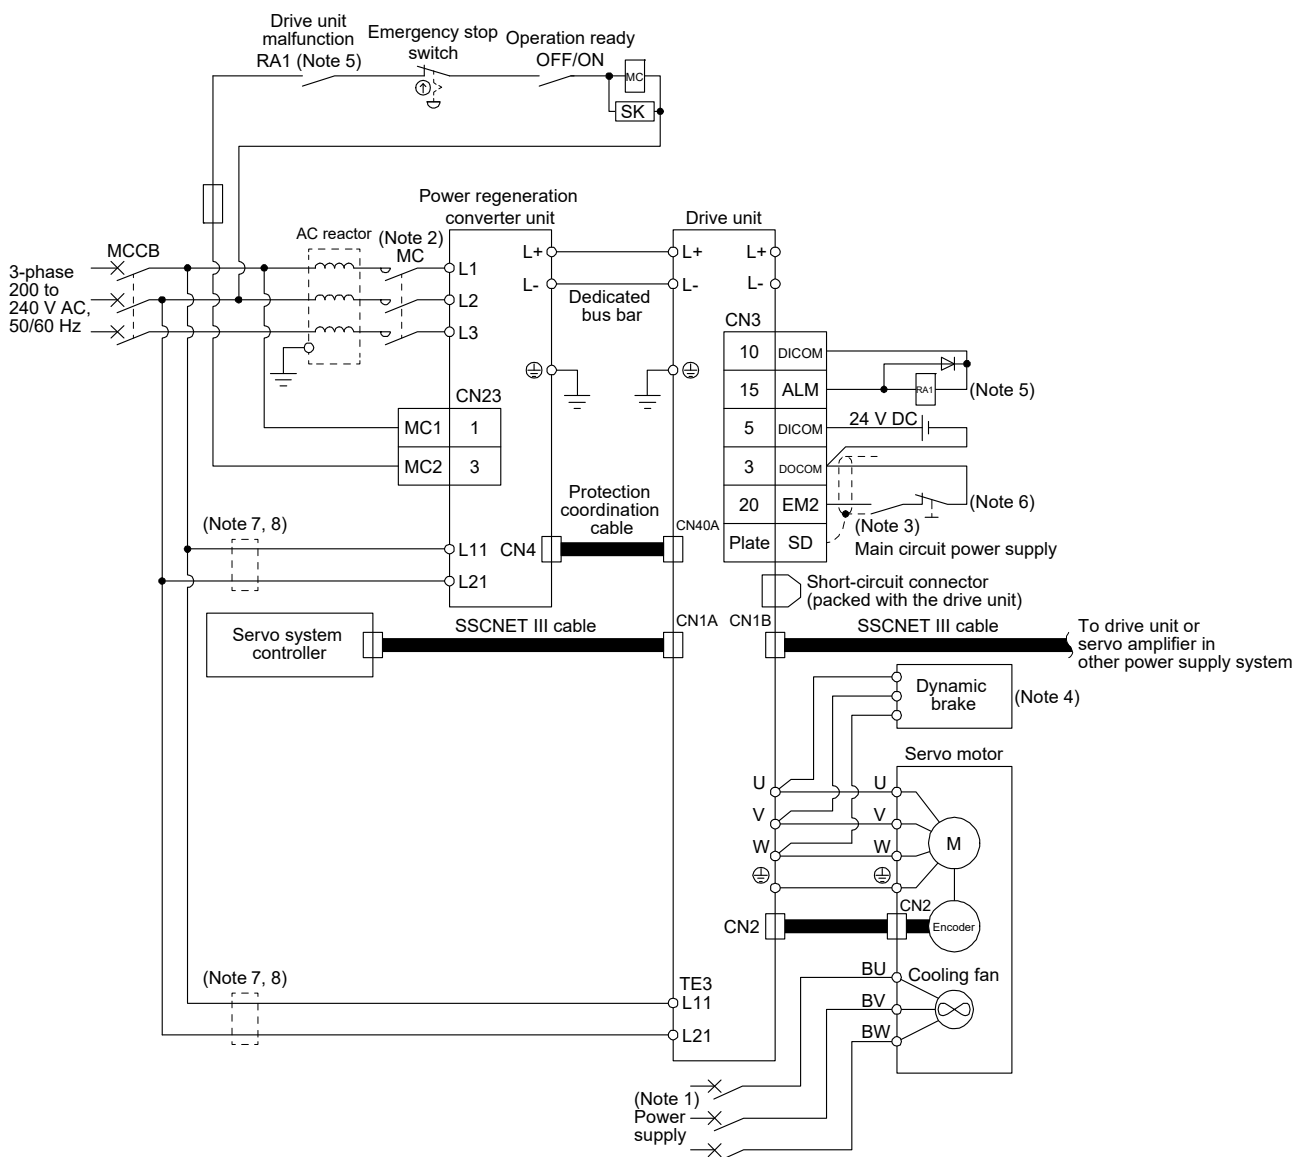 Drive unit
malfunction
RA1 (Note 5)
Emergency stop
switch
Operation ready
OFF/ON
MC
SK
Power regeneration
converter unit
Drive unit
AC reactor
(Note 2)
MC
MCCB
3-phase
200 to
240 V AC,
50/60 Hz
L1
L2
L3
L+
L-
L+
L-
L+
L-
Dedicated
bus bar
CN3
10 DICOM
15 ALM
5 DICOM
3 DOCOM
20 EM2
Plate SD
RA1
(Note 5)
24 V DC
(Note 6)
(Note 3)
Main circuit power supply
CN23
MC1 1
MC2 3
Protection
coordination
cable
(Note 7, 8)
L11
L21
CN4
CN40A
Short-circuit connector
(packed with the drive unit)
Servo system
controller
SSCNET III cable
CN1A
CN1B
SSCNET III cable
To drive unit or
servo amplifier in
other power supply system
Dynamic
brake
(Note 4)
Servo motor
U
V
W
U
V
W
M
CN2
CN2
Encoder
(Note 7, 8)
TE3
L11
L21
BU
BV
BW
Cooling fan
(Note 1)
Power
supply